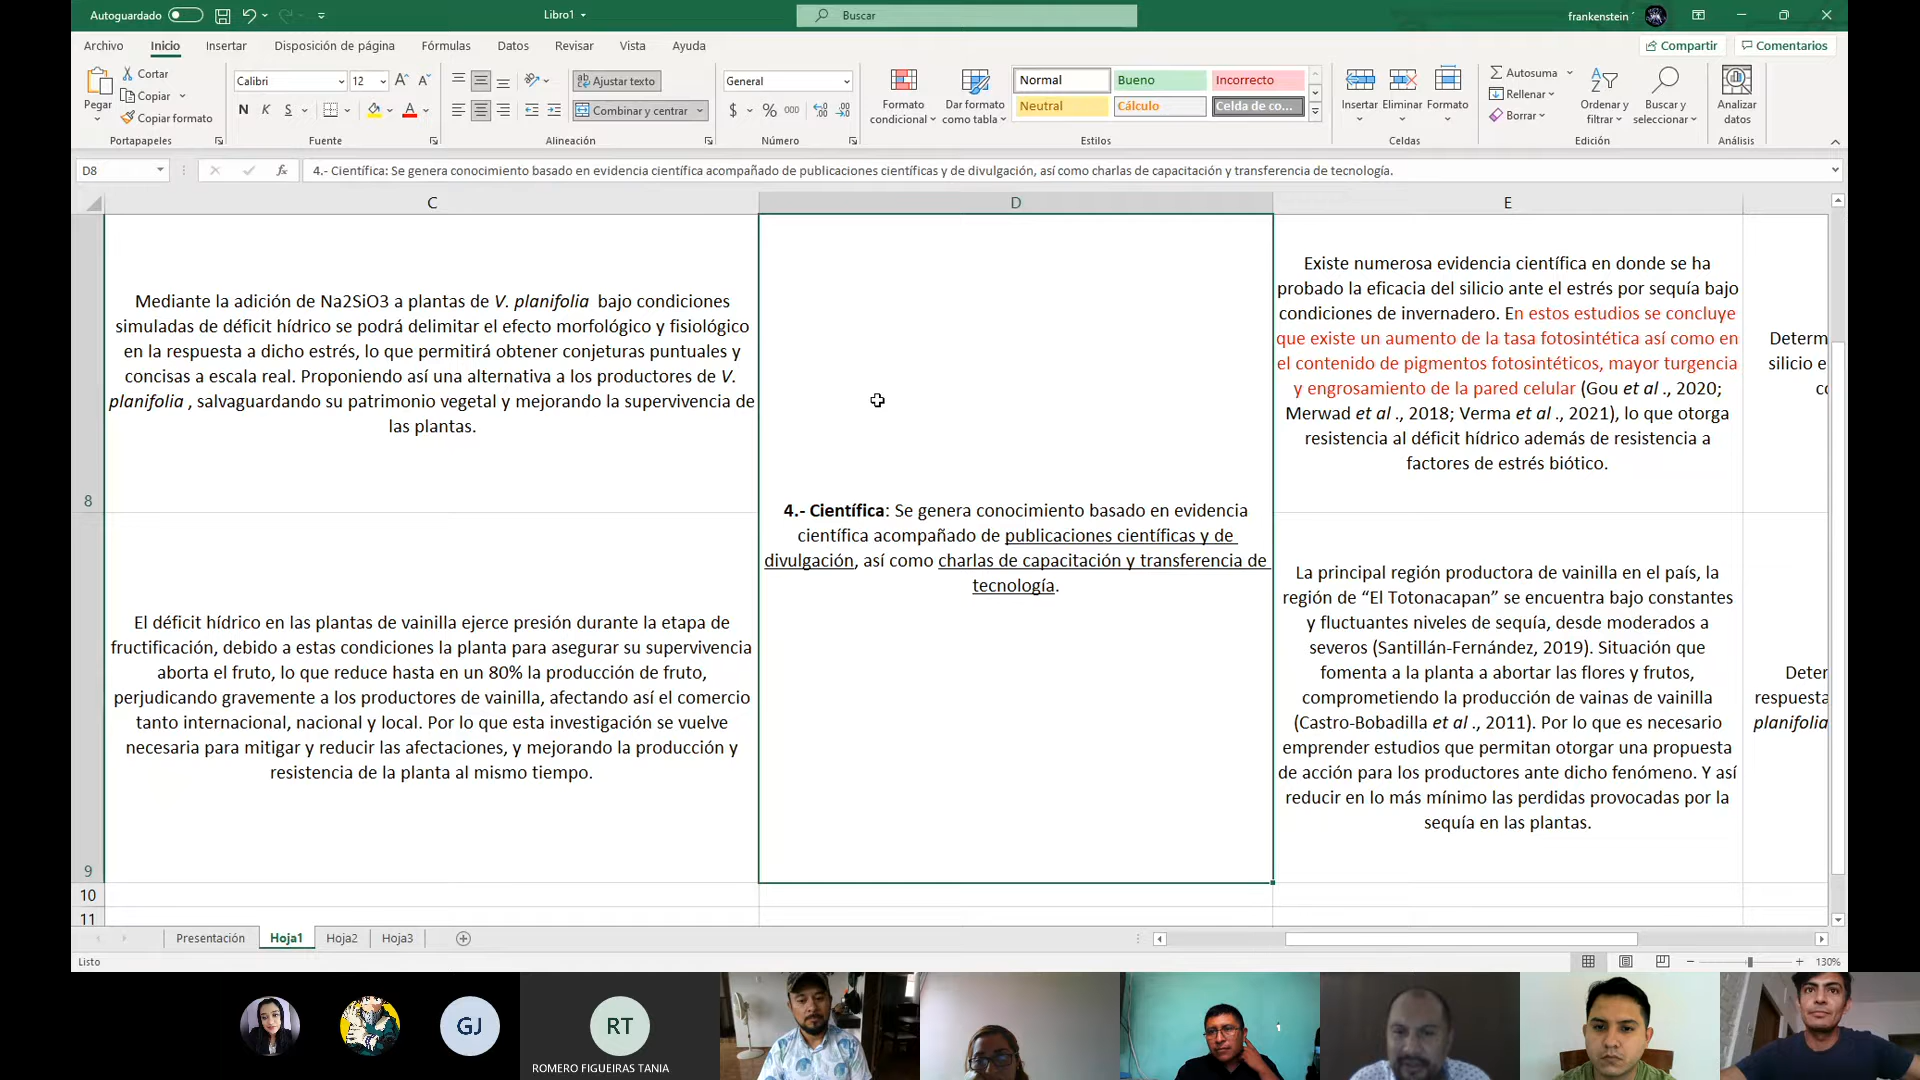 Autoguardado
Libro1
Buscar
frankenstein
Archivo Inicio Insertar Disposición de página Fórmulas Datos Revisar Vista Ayuda
Compartir
Comentarios
Pegar
Cortar
Copiar
Copiar formato
Portapapeles
Calibri
12
N K S
Fuente
Ajustar texto
Combinar y centrar
Alineación
General
$ % 000
Número
Formato condicional
Dar formato como tabla
Normal Bueno Incorrecto
Neutral Cálculo Celda de co...
Estilos
Insertar Eliminar Formato
Celdas
Autosuma
Rellenar
Borrar
Ordenar y filtrar
Buscar y seleccionar
Edición
Analizar datos
Análisis
D8
fx
4.- Científica: Se genera conocimiento basado en evidencia científica acompañado de publicaciones científicas y de divulgación, así como charlas de capacitación y transferencia de tecnología.
C D E
8
Mediante la adición de Na2SiO3 a plantas de V. planifolia bajo condiciones
simuladas de déficit hídrico se podrá delimitar el efecto morfológico y fisiológico
en la respuesta a dicho estrés, lo que permitirá obtener conjeturas puntuales y
concisas a escala real. Proponiendo así una alternativa a los productores de V.
planifolia , salvaguardando su patrimonio vegetal y mejorando la supervivencia de
las plantas.
9
El déficit hídrico en las plantas de vainilla ejerce presión durante la etapa de
fructificación, debido a estas condiciones la planta para asegurar su supervivencia
aborta el fruto, lo que reduce hasta en un 80% la producción de fruto,
perjudicando gravemente a los productores de vainilla, afectando así el comercio
tanto internacional, nacional y local. Por lo que esta investigación se vuelve
necesaria para mitigar y reducir las afectaciones, y mejorando la producción y
resistencia de la planta al mismo tiempo.
4.- Científica: Se genera conocimiento basado en evidencia
científica acompañado de publicaciones científicas y de
divulgación, así como charlas de capacitación y transferencia de
tecnología.
Existe numerosa evidencia científica en donde se ha
probado la eficacia del silicio ante el estrés por sequía bajo
condiciones de invernadero. En estos estudios se concluye
que existe un aumento de la tasa fotosintética así como en
el contenido de pigmentos fotosintéticos, mayor turgencia
y engrosamiento de la pared celular (Gou et al ., 2020;
Merwad et al ., 2018; Verma et al ., 2021), lo que otorga
resistencia al déficit hídrico además de resistencia a
factores de estrés biótico.
La principal región productora de vainilla en el país, la
región de “El Totonacapan” se encuentra bajo constantes
y fluctuantes niveles de sequía, desde moderados a
severos (Santillán-Fernández, 2019). Situación que
fomenta a la planta a abortar las flores y frutos,
comprometiendo la producción de vainas de vainilla
(Castro-Bobadilla et al ., 2011). Por lo que es necesario
emprender estudios que permitan otorgar una propuesta
de acción para los productores ante dicho fenómeno. Y así
reducir en lo más mínimo las perdidas provocadas por la
sequía en las plantas.
Determ
silicio e
co
Deter
respuesta
planifolia
10
11
Presentación Hoja1 Hoja2 Hoja3
Listo
130%
GJ
RT
ROMERO FIGUEIRAS TANIA